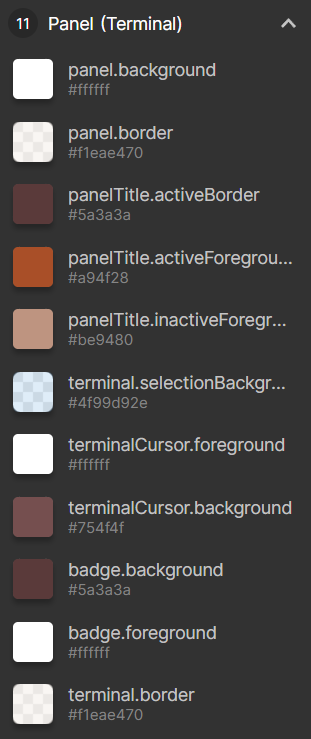 11 Panel (Terminal)
panel.background
#ffffff
panel.border
#f1eae470
panelTitle.activeBorder
#5a3a3a
panelTitle.activeForegrou...
#a94f28
panelTitle.inactiveForegr...
#be9480
terminal.selectionBackgr...
#4f99d92e
terminalCursor.foreground
#ffffff
terminalCursor.background
#754f4f
badge.background
#5a3a3a
badge.foreground
#ffffff
terminal.border
#f1eae470